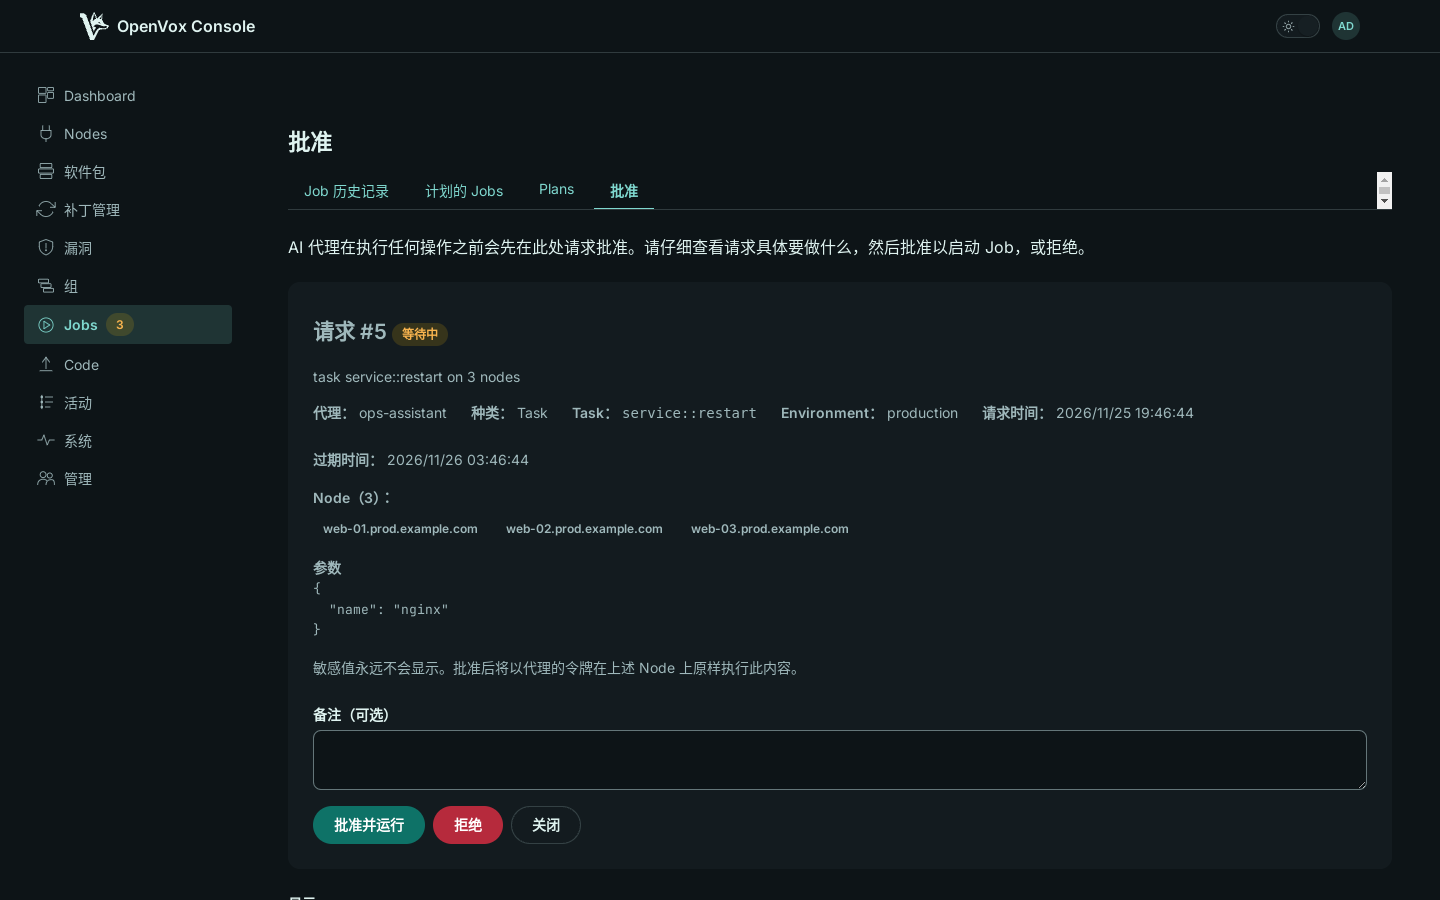 OpenVox Console
AD
Dashboard
Nodes
软件包
补丁管理
漏洞
组
Jobs 3
Code
活动
系统
管理
批准
Job 历史记录 计划的 Jobs Plans 批准
AI 代理在执行任何操作之前会先在此处请求批准。请仔细查看请求具体要做什么，然后批准以启动 Job，或拒绝。
请求 #5 等待中
task service::restart on 3 nodes
代理： ops-assistant 种类： Task Task： service::restart Environment： production 请求时间： 2026/11/25 19:46:44
过期时间： 2026/11/26 03:46:44
Node（3）：
web-01.prod.example.com web-02.prod.example.com web-03.prod.example.com
参数
{
"name": "nginx"
}
敏感值永远不会显示。批准后将以代理的令牌在上述 Node 上原样执行此内容。
备注（可选）
批准并运行 拒绝 关闭